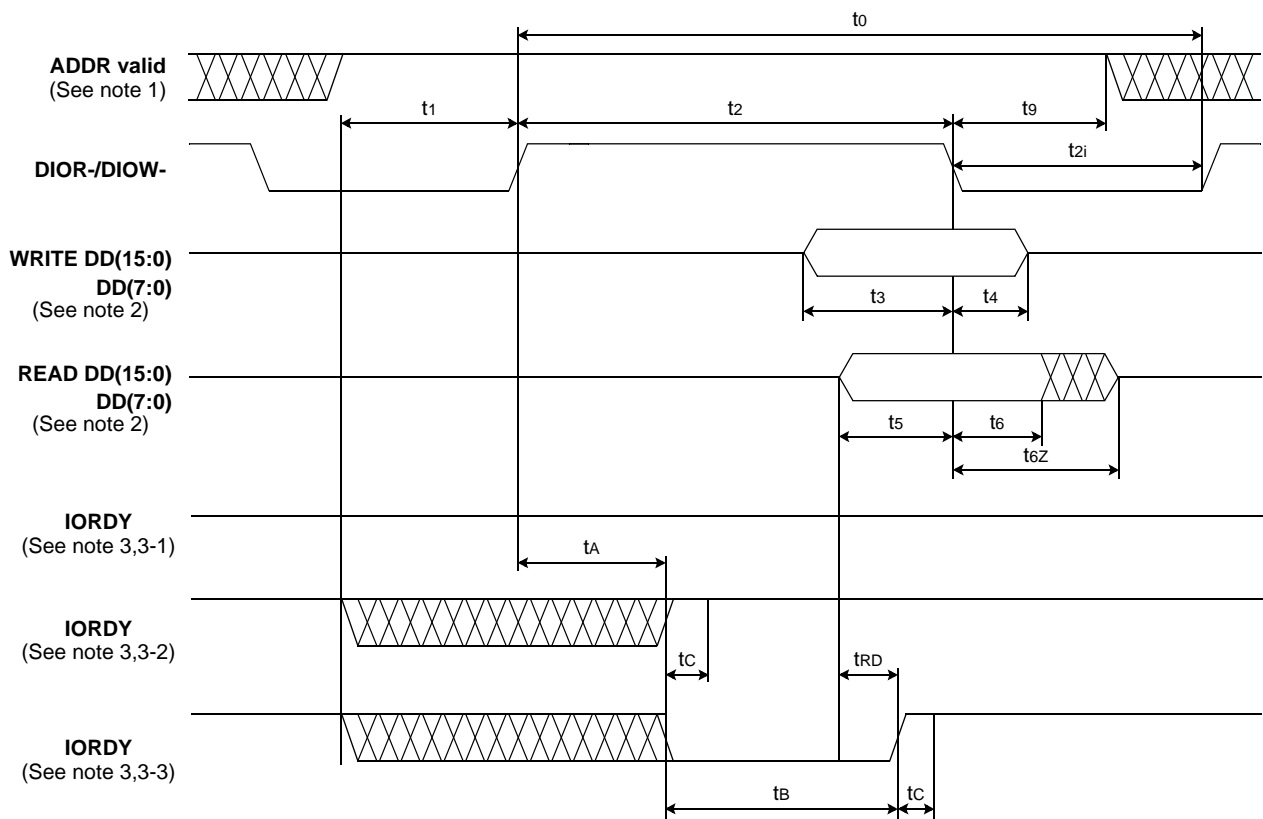 t0
ADDR valid
(See note 1)
t1
t2
t9
DIOR-/DIOW-
t2i
WRITE DD(15:0)
DD(7:0)
(See note 2)
t3
t4
READ DD(15:0)
DD(7:0)
(See note 2)
t5
t6
t6Z
IORDY
(See note 3,3-1)
tA
IORDY
(See note 3,3-2)
tC
tRD
IORDY
(See note 3,3-3)
tB
tC